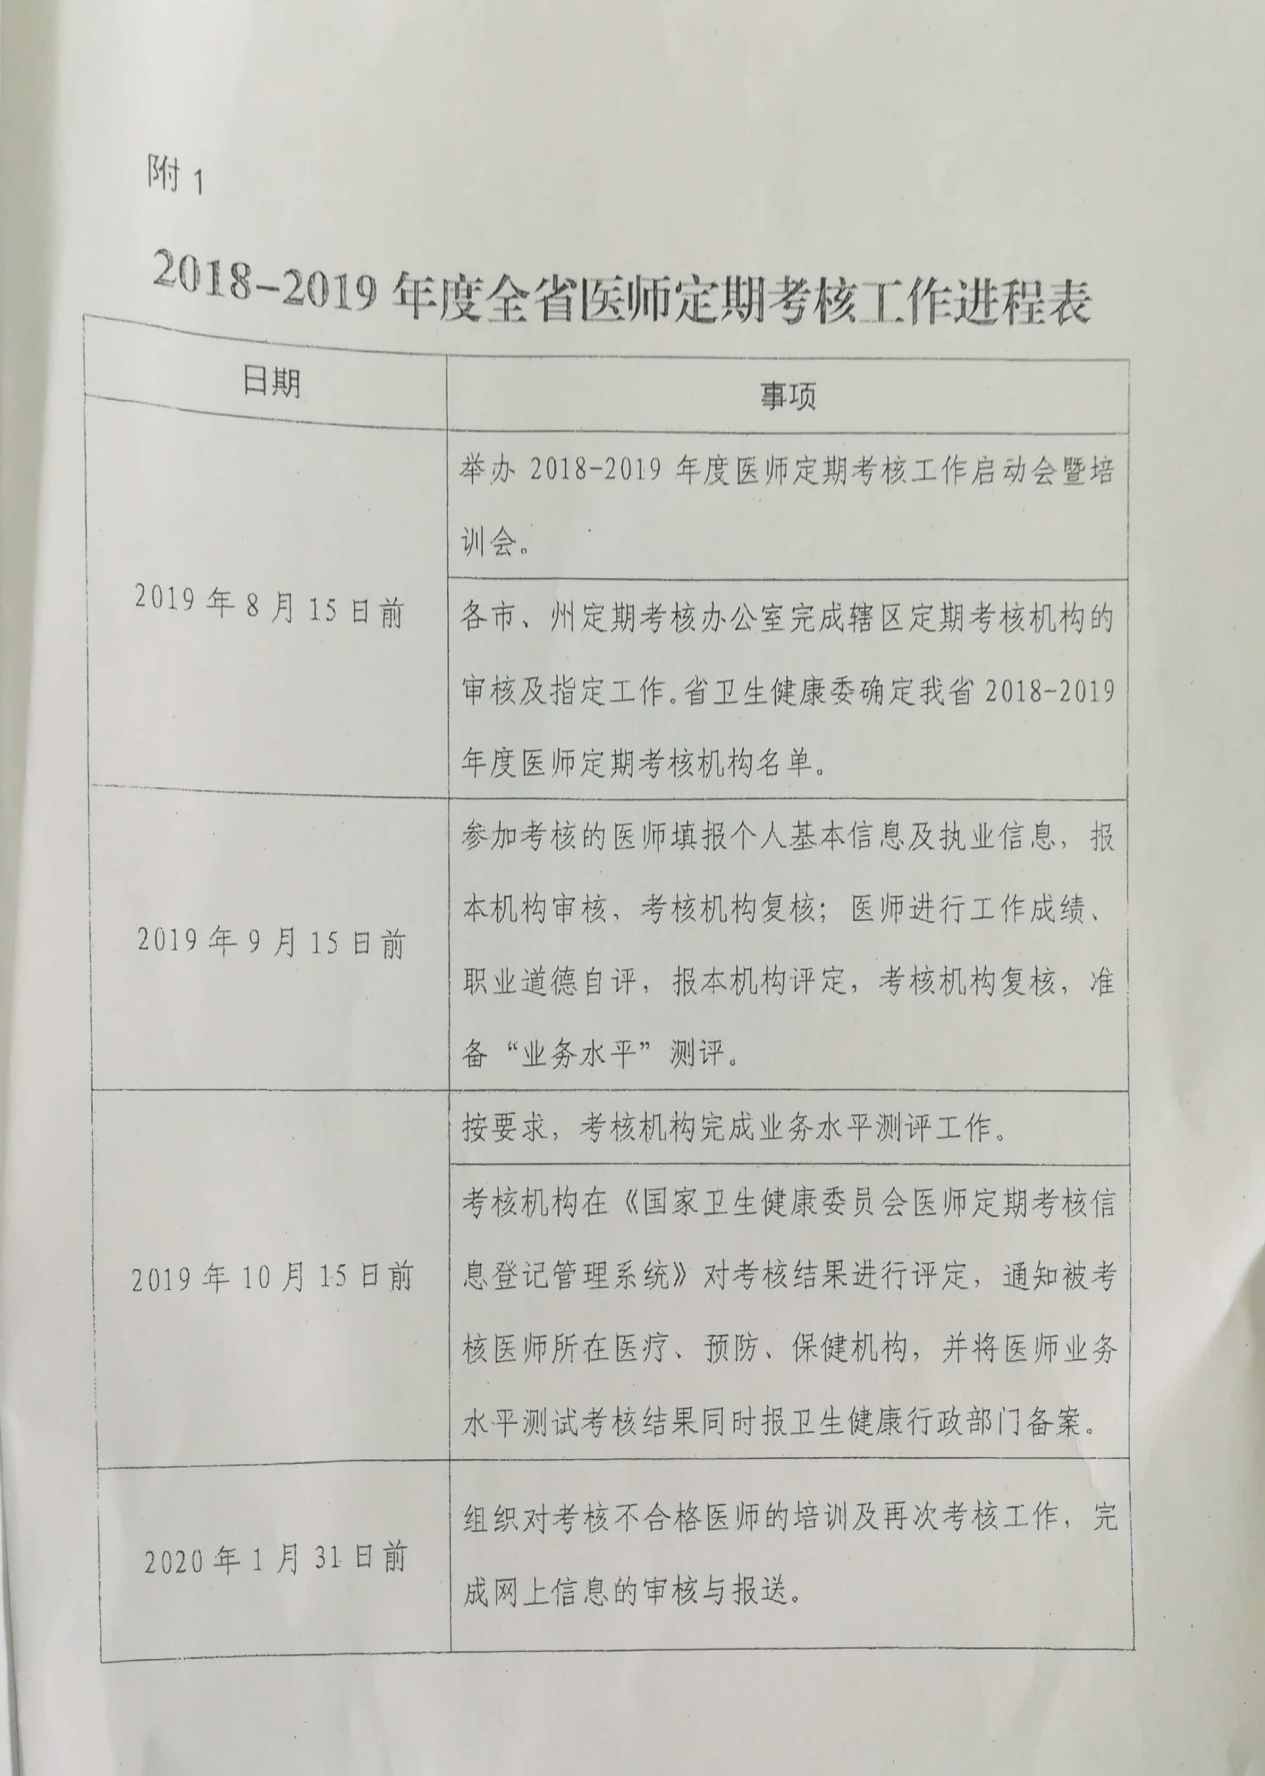 附 1
2018-2019 年度全省医师定期考核工作进程表
日期
事项
2019 年 8 月 15 日前
举办 2018-2019 年度医师定期考核工作启动会暨培
训会。
各市、州定期考核办公室完成辖区定期考核机构的
审核及指定工作。省卫生健康委确定我省 2018-2019
年度医师定期考核机构名单。
2019 年 9 月 15 日前
参加考核的医师填报个人基本信息及执业信息，报
本机构审核、考核机构复核；医师进行工作成绩、
职业道德自评，报本机构评定，考核机构复核，准
备“业务水平”测评。
2019 年 10 月 15 日前
按要求，考核机构完成业务水平测评工作。
考核机构在《国家卫生健康委员会医师定期考核信
息登记管理系统》对考核结果进行评定，通知被考
核医师所在医疗、预防、保健机构，并将医师业务
水平测试考核结果同时报卫生健康行政部门备案。
2020 年 1 月 31 日前
组织对考核不合格医师的培训及再次考核工作，完
成网上信息的审核与报送。